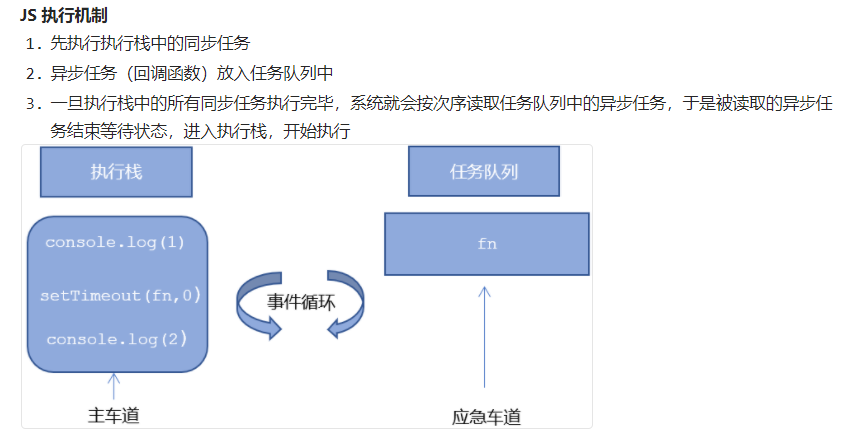 JS 执行机制
1. 先执行执行栈中的同步任务
2. 异步任务（回调函数）放入任务队列中
3. 一旦执行栈中的所有同步任务执行完毕，系统就会按次序读取任务队列中的异步任务，于是被读取的异步任
务结束等待状态，进入执行栈，开始执行
执行栈
任务队列
console.log(1)
fn
setTimeout(fn,0)
事件循环
console.log(2)
主车道
应急车道